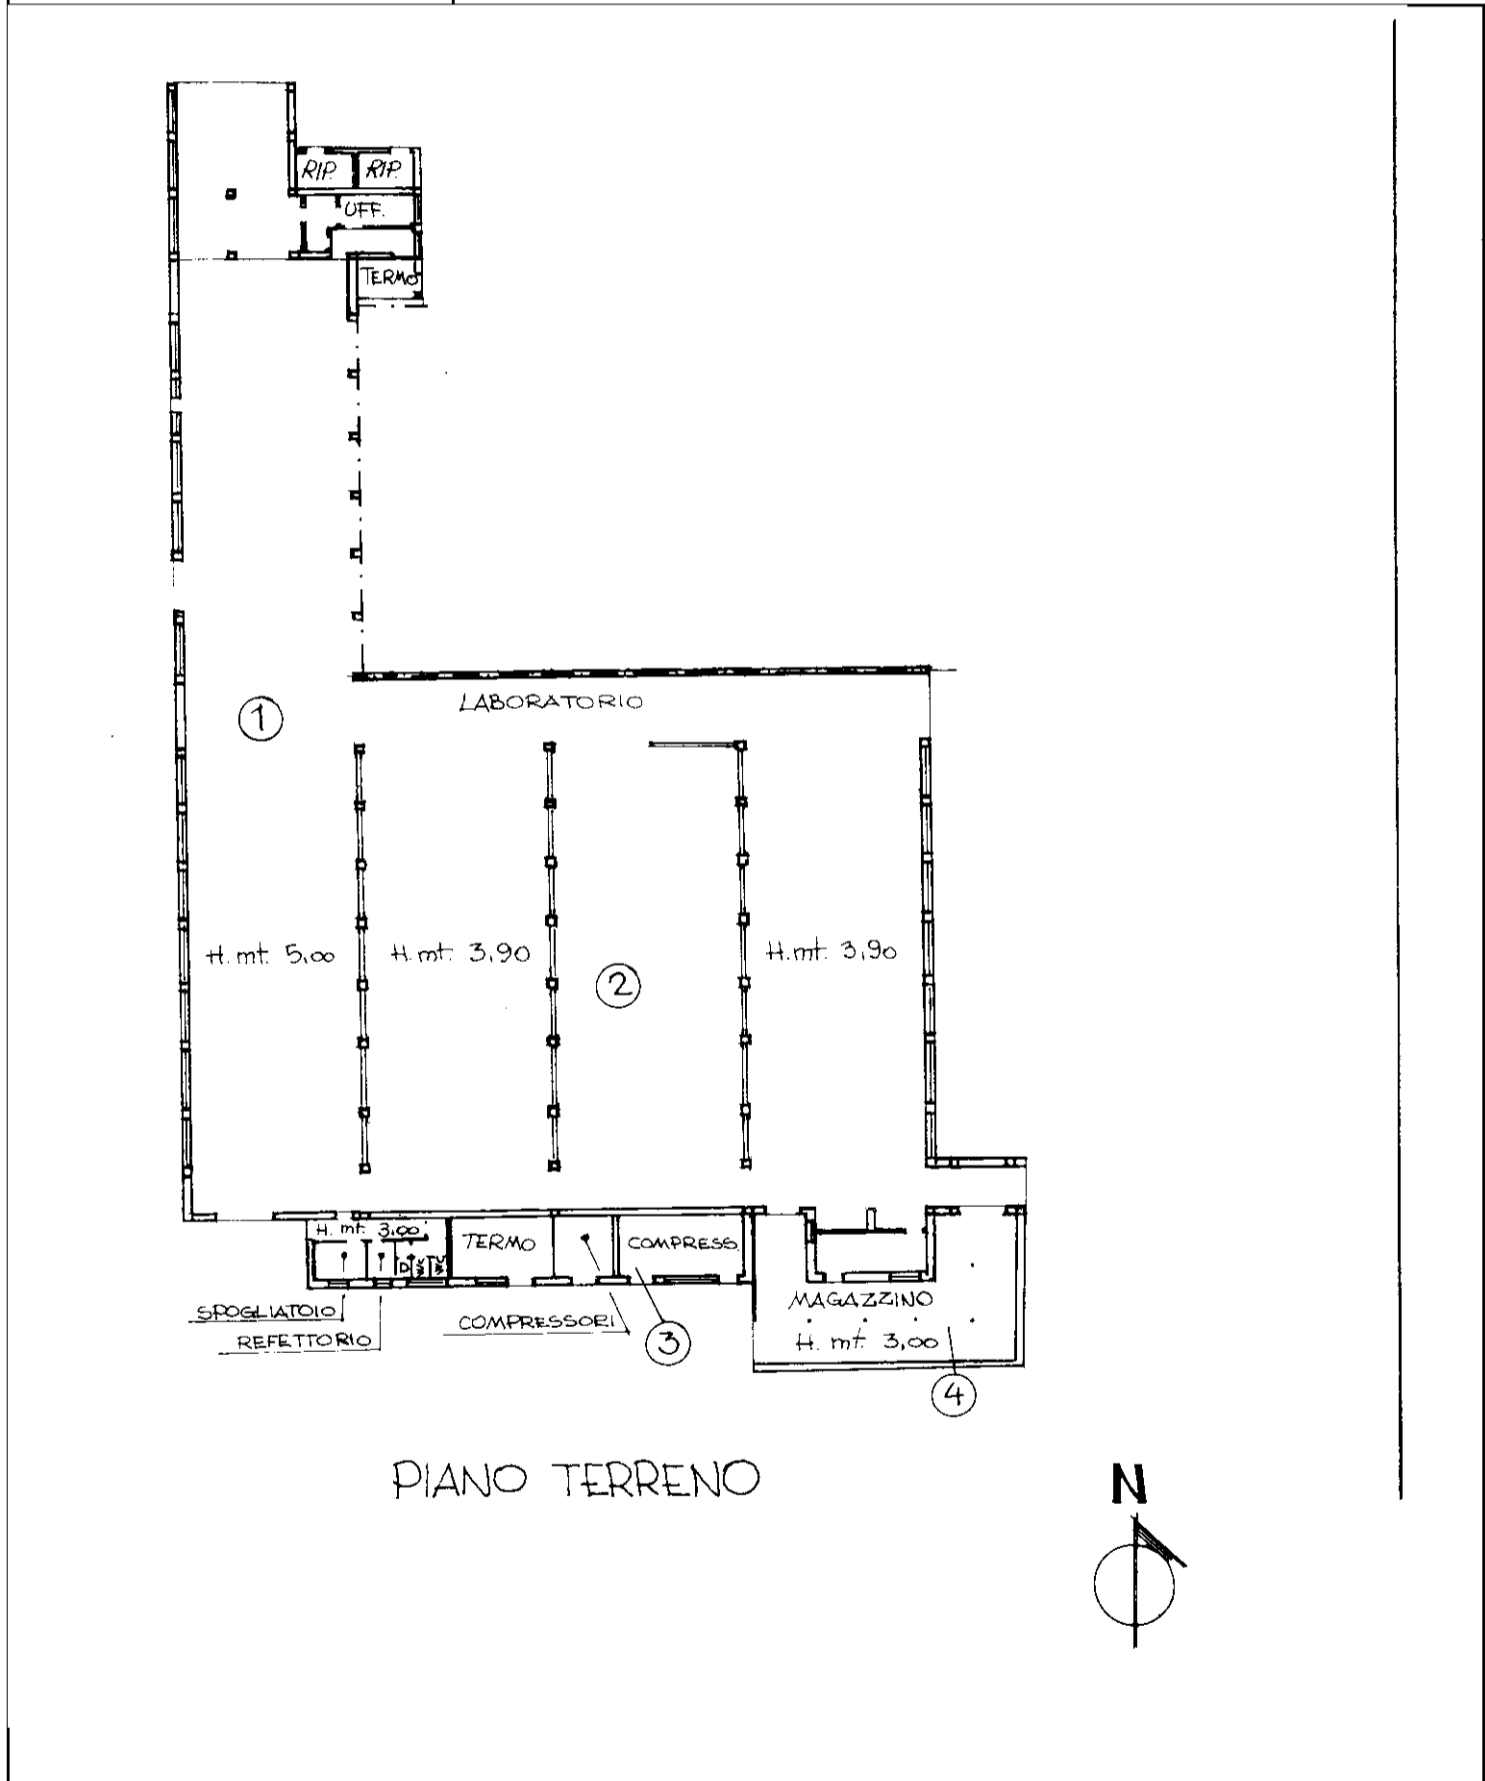 RIP. RIP.
UFF.
TERMO
LABORATORIO
1
H. mt. 5,00 H. mt. 3,90 H. mt. 3,90
2
H. mt. 3,00
TERMO COMPRESS.
D W W
SPOGLIATOIO
REFETTORIO
COMPRESSORI
3
MAGAZZINO
H. mt. 3,00
4
PIANO TERRENO
N